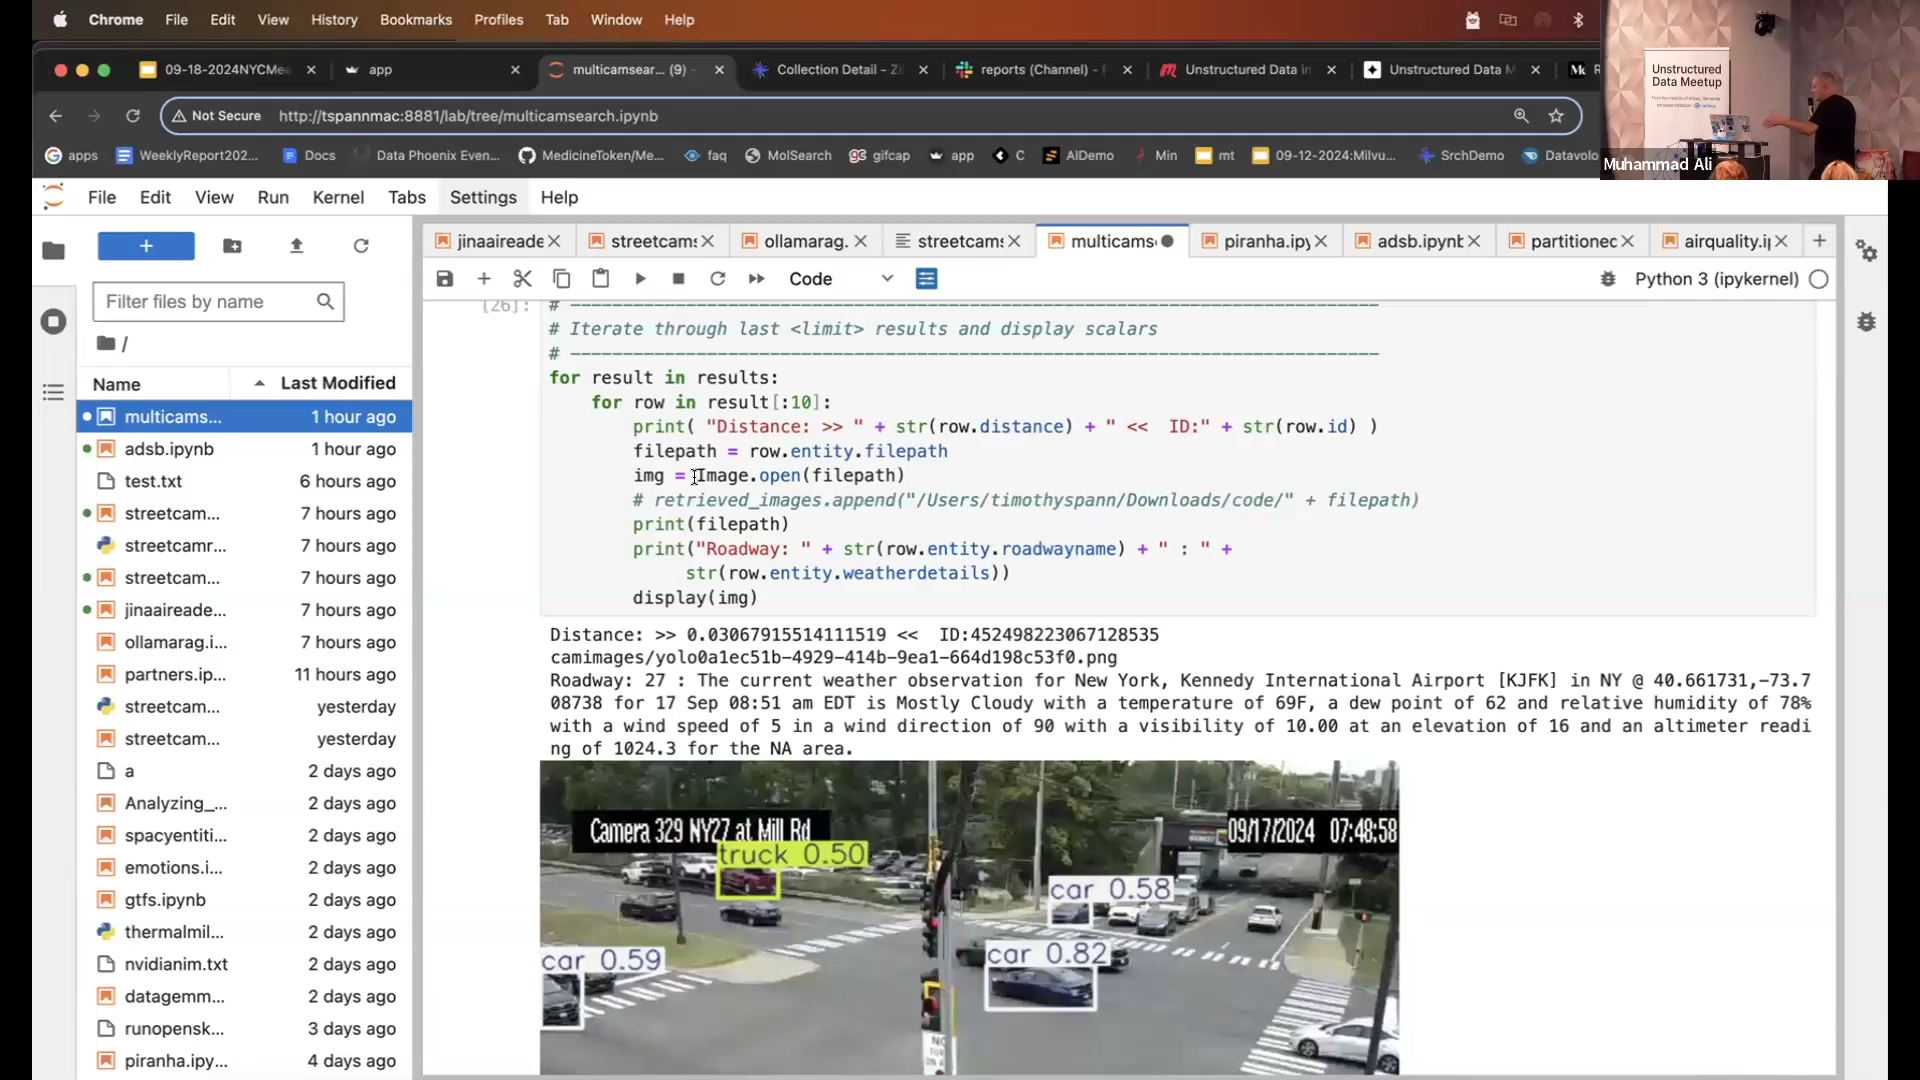 Chrome File Edit View History Bookmarks Profiles Tab Window Help
09-18-2024NYCMe
app
multicamsear... (9) -
Collection Detail - Z
reports (Channel) -
Unstructured Data in
Unstructured Data M
Not Secure http://tspannmac:8881/lab/tree/multicamsearch.ipynb
apps WeeklyReport202... Docs Data Phoenix Even... MedicineToken/Me... faq MolSearch gifcap app C AIDemo Min mt 09-12-2024:Milvu... SrchDemo Datavolo
Unstructured
Data Meetup
Muhammad Ali
File Edit View Run Kernel Tabs Settings Help
jinaaireade streetcams ollamarag. streetcams multicams piranha.ipy adsb.ipynb partitioned airquality.i
Code
Python 3 (ipykernel)
Filter files by name
/
Name Last Modified
multicams... 1 hour ago
adsb.ipynb 1 hour ago
test.txt 6 hours ago
streetcam... 7 hours ago
streetcamr... 7 hours ago
streetcam... 7 hours ago
jinaaireade... 7 hours ago
ollamarag.i... 7 hours ago
partners.ip... 11 hours ago
streetcam... yesterday
streetcam... yesterday
a 2 days ago
Analyzing_... 2 days ago
spacyentiti... 2 days ago
emotions.i... 2 days ago
gtfs.ipynb 2 days ago
thermalmil... 2 days ago
nvidianim.txt 2 days ago
datagemm... 2 days ago
runopensk... 3 days ago
piranha.ipy... 4 days ago
[26]:
# -----------------------------------------------------------------------------
# Iterate through last <limit> results and display scalars
# -----------------------------------------------------------------------------
for result in results:
for row in result[:10]:
print( "Distance: >> " + str(row.distance) + " <<  ID:" + str(row.id) )
filepath = row.entity.filepath
img = Image.open(filepath)
# retrieved_images.append("/Users/timothyspann/Downloads/code/" + filepath)
print(filepath)
print("Roadway: " + str(row.entity.roadwayname) + " : " +
str(row.entity.weatherdetails))
display(img)
Distance: >> 0.03067915514111519 <<  ID:452498223067128535
camimages/yolo0a1ec51b-4929-414b-9ea1-664d198c53f0.png
Roadway: 27 : The current weather observation for New York, Kennedy International Airport [KJFK] in NY @ 40.661731,-73.7
08738 for 17 Sep 08:51 am EDT is Mostly Cloudy with a temperature of 69F, a dew point of 62 and relative humidity of 78%
with a wind speed of 5 in a wind direction of 90 with a visibility of 10.00 at an elevation of 16 and an altimeter readi
ng of 1024.3 for the NA area.
Camera 329 NY27 at Mill Rd
09/17/2024 07:48:58
truck 0.50
car 0.58
car 0.82
car 0.59